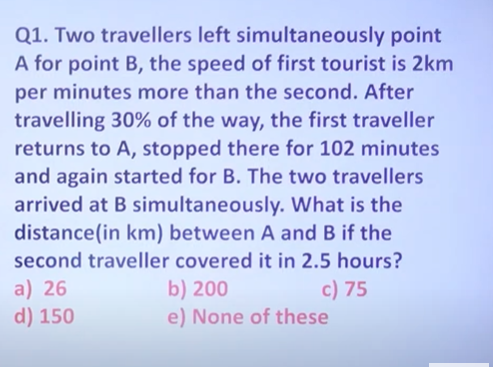 Q1. Two travellers left simultaneously point
A for point B, the speed of first tourist is 2km
per minutes more than the second. After
travelling 30% of the way, the first traveller
returns to A, stopped there for 102 minutes
and again started for B. The two travellers
arrived at B simultaneously. What is the
distance(in km) between A and B if the
second traveller covered it in 2.5 hours?
a) 26 b) 200 c) 75
d) 150 e) None of these